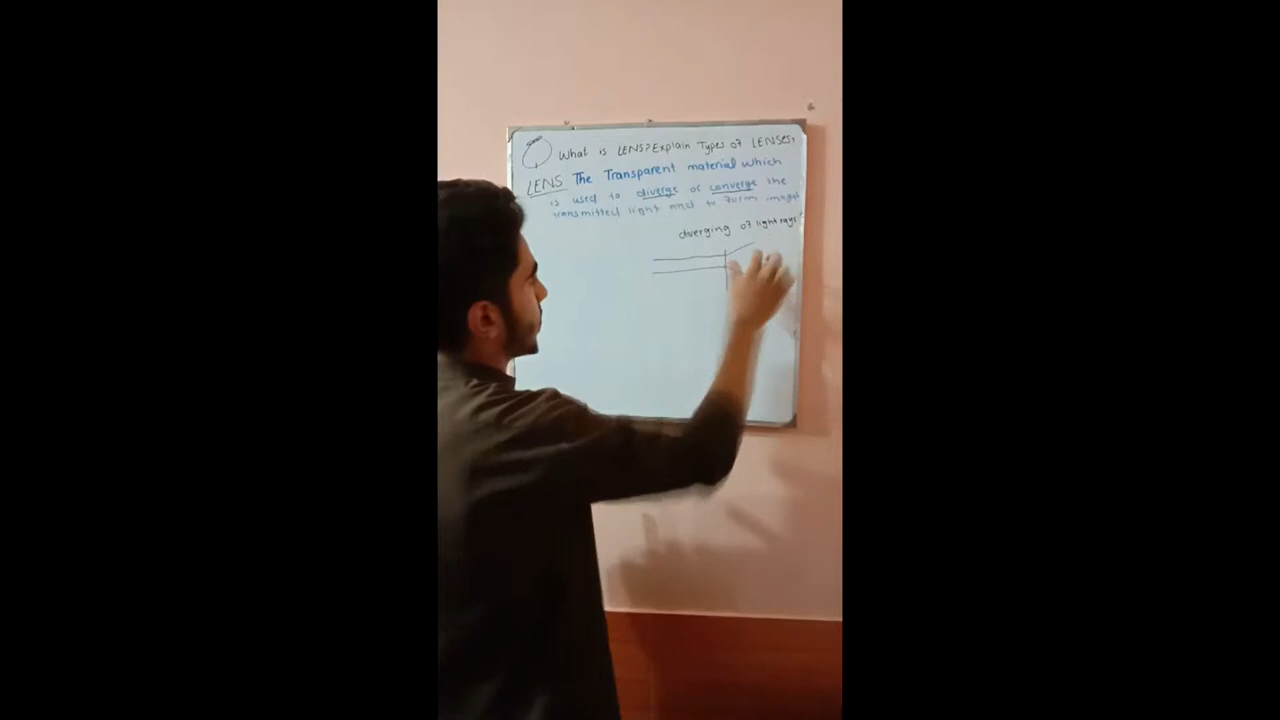 What is LENS? Explain Types of LENSES?
LENS The Transparent material which
is used to diverge or converge the
transmitted light and to form images
diverging of light rays